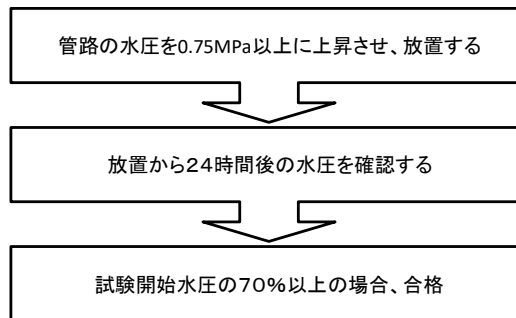 管路の水圧を0.75MPa以上に上昇させ、放置する
放置から24時間後の水圧を確認する
試験開始水圧の70%以上の場合、合格